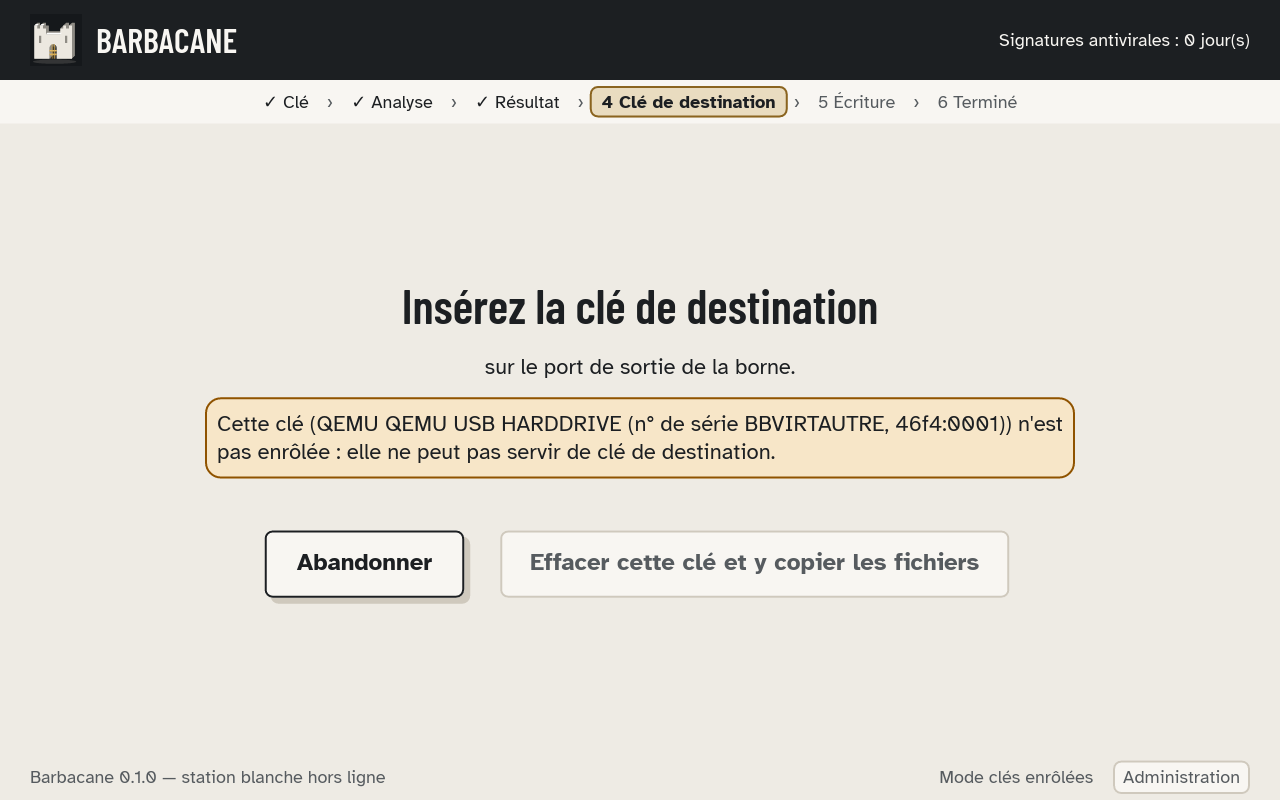 BARBACANE
Signatures antivirales : 0 jour(s)
✓ Clé › ✓ Analyse › ✓ Résultat › 4 Clé de destination › 5 Écriture › 6 Terminé
Insérez la clé de destination
sur le port de sortie de la borne.
Cette clé (QEMU QEMU USB HARDDRIVE (n° de série BBVIRTAUTRE, 46f4:0001)) n'est
pas enrôlée : elle ne peut pas servir de clé de destination.
Abandonner
Effacer cette clé et y copier les fichiers
Barbacane 0.1.0 — station blanche hors ligne
Mode clés enrôlées
Administration